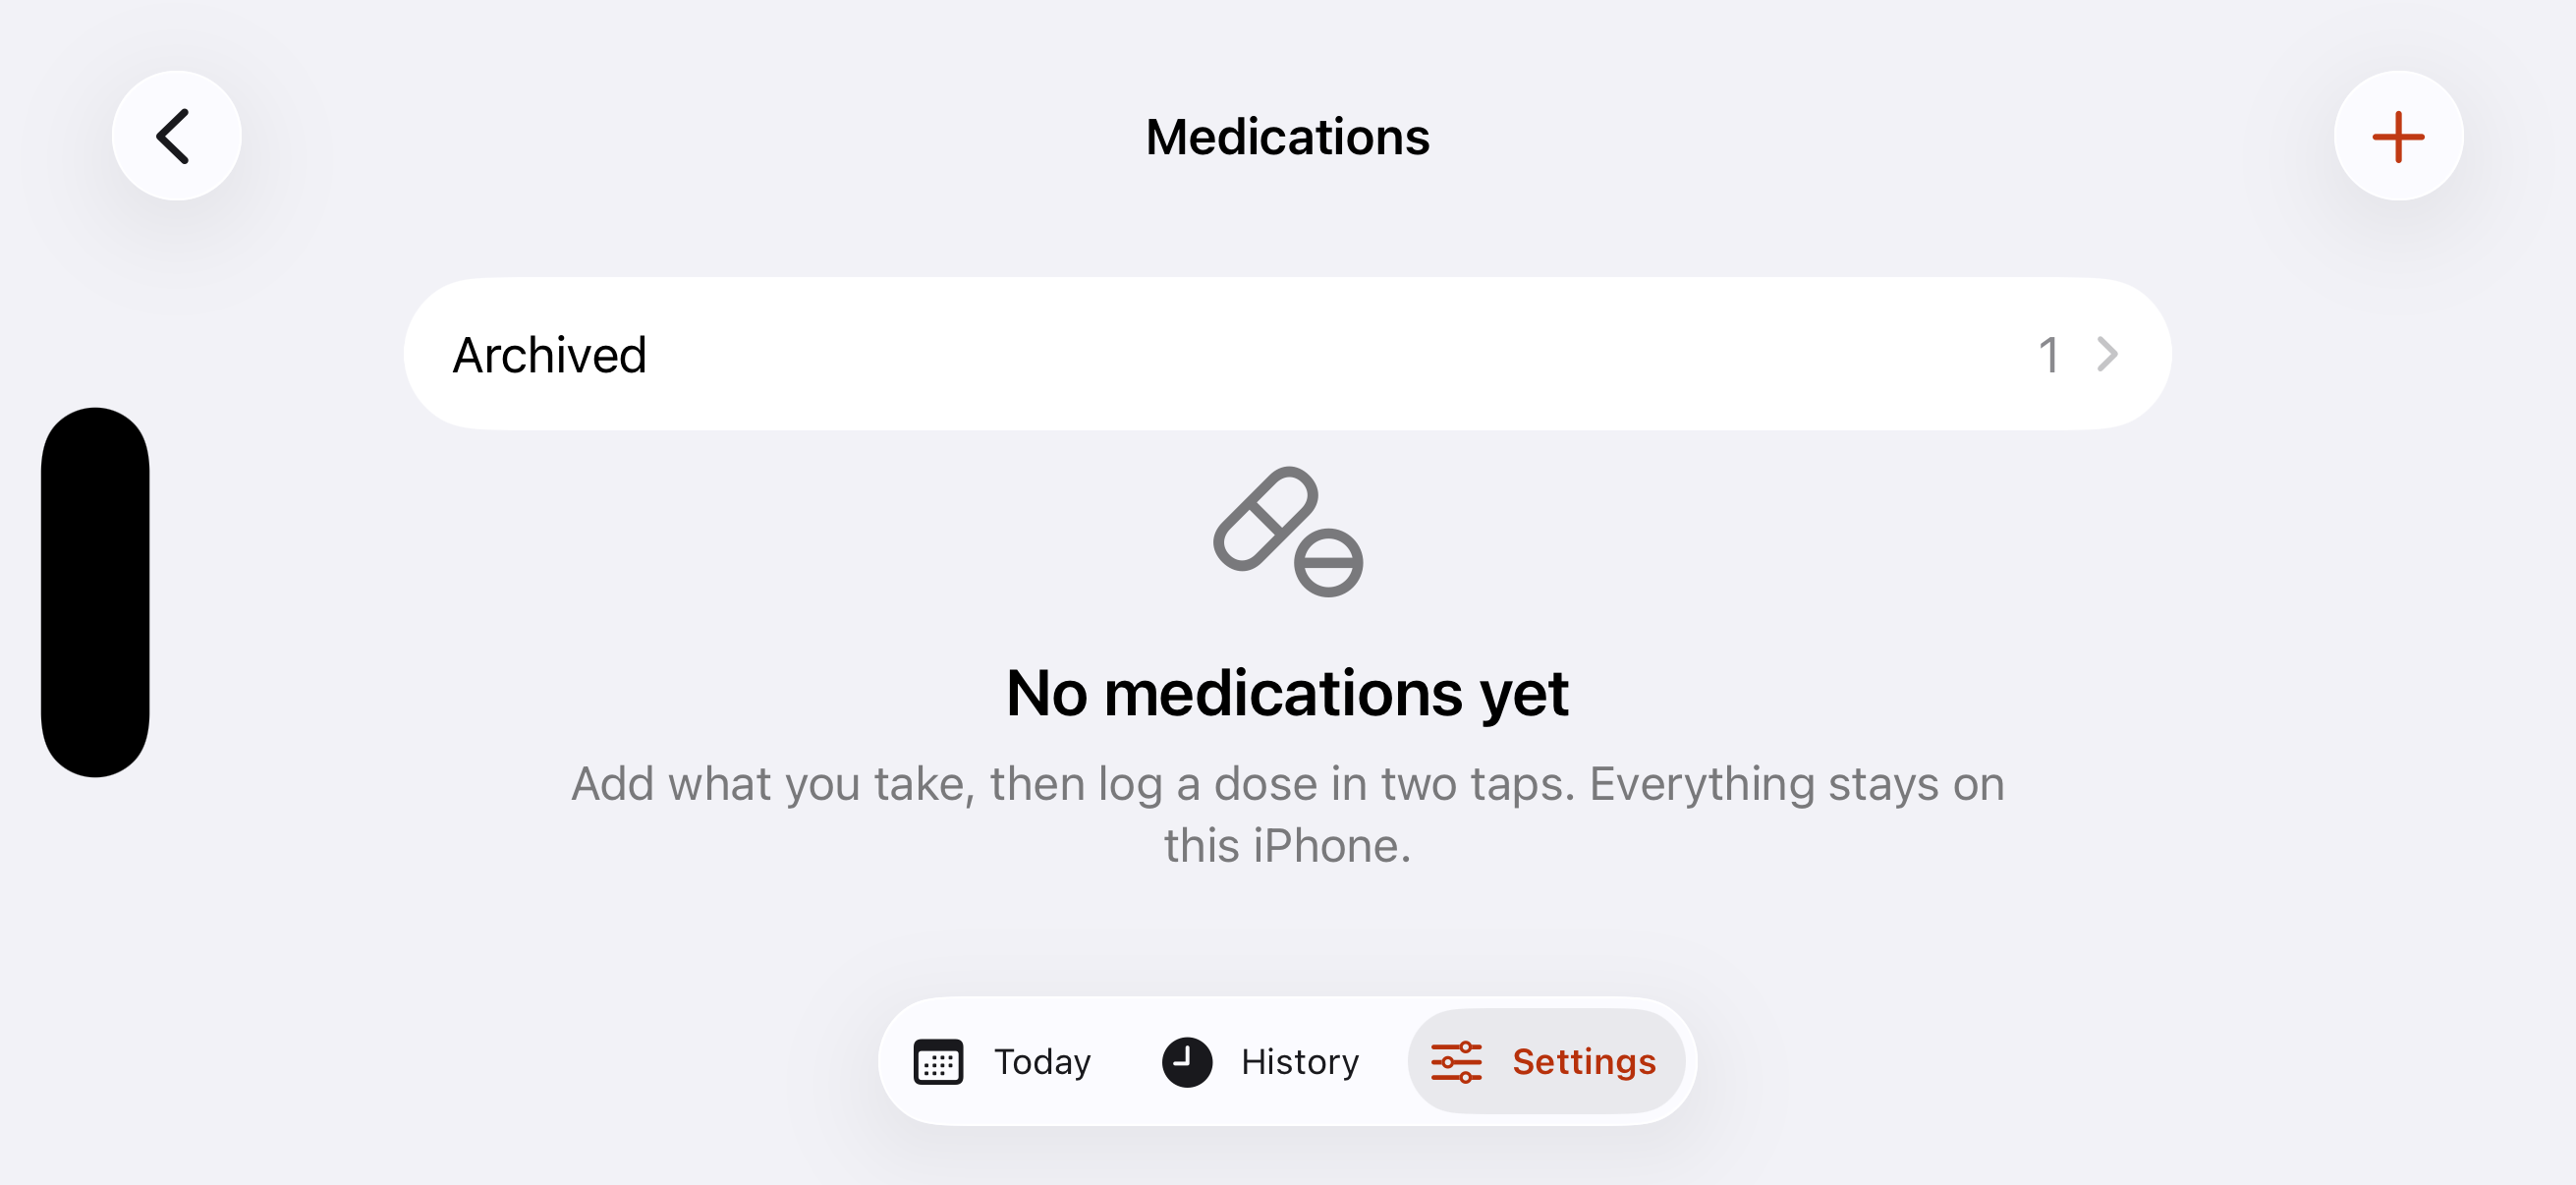 Medications
Archived 1
No medications yet
Add what you take, then log a dose in two taps. Everything stays on
this iPhone.
Today History Settings